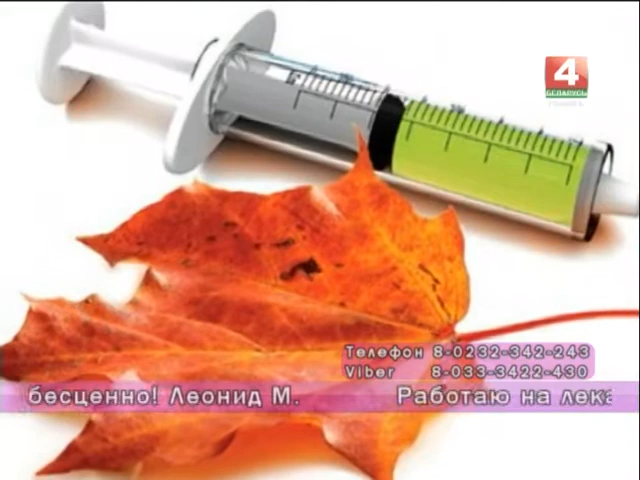 4
БЕЛАРУСЬ
Телефон 8-0232-342-243
Viber 8-033-3422-430
бесценно! Леонид М. Работаю на лека